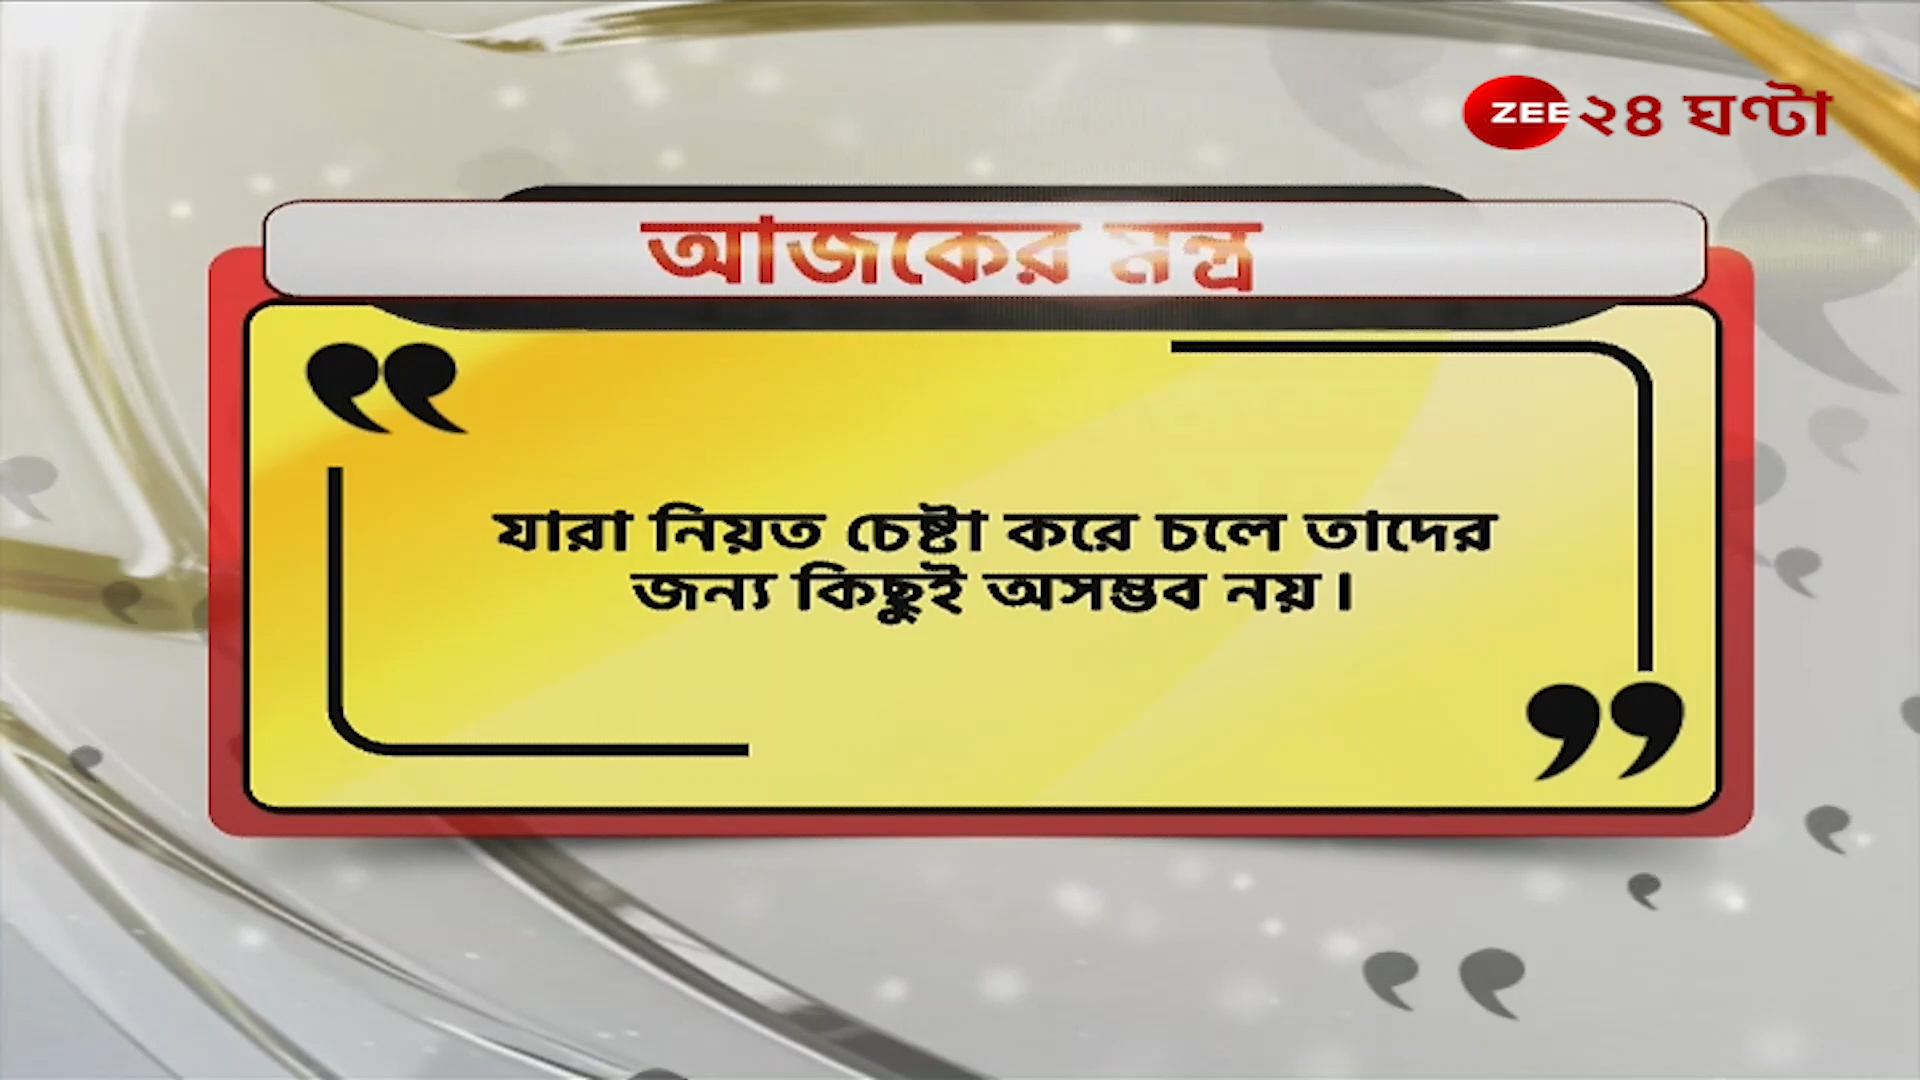 ZEE ২৪ ঘণ্টা
আজকের মন্ত্র
যারা নিয়ত চেষ্টা করে চলে তাদের
জন্য কিছুই অসম্ভব নয়।